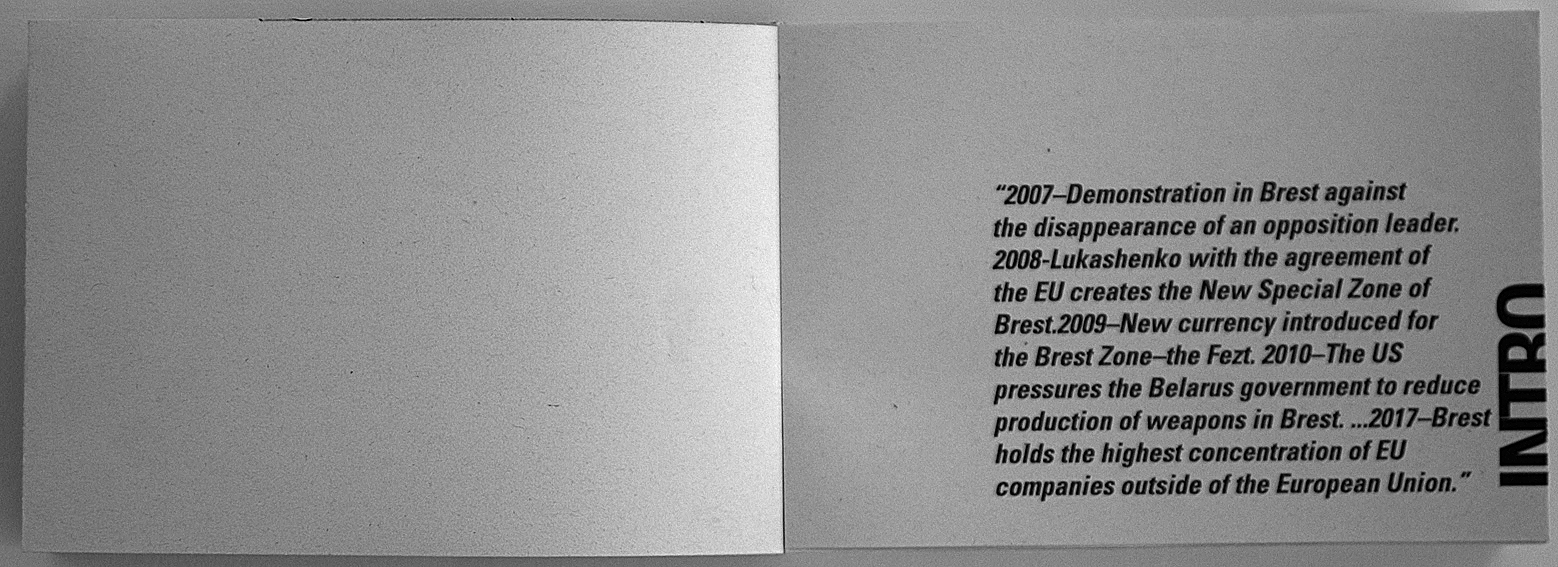 “2007–Demonstration in Brest against
the disappearance of an opposition leader.
2008-Lukashenko with the agreement of
the EU creates the New Special Zone of
Brest.2009–New currency introduced for
the Brest Zone–the Fezt. 2010–The US
pressures the Belarus government to reduce
production of weapons in Brest. ...2017–Brest
holds the highest concentration of EU
companies outside of the European Union.”
INTRO